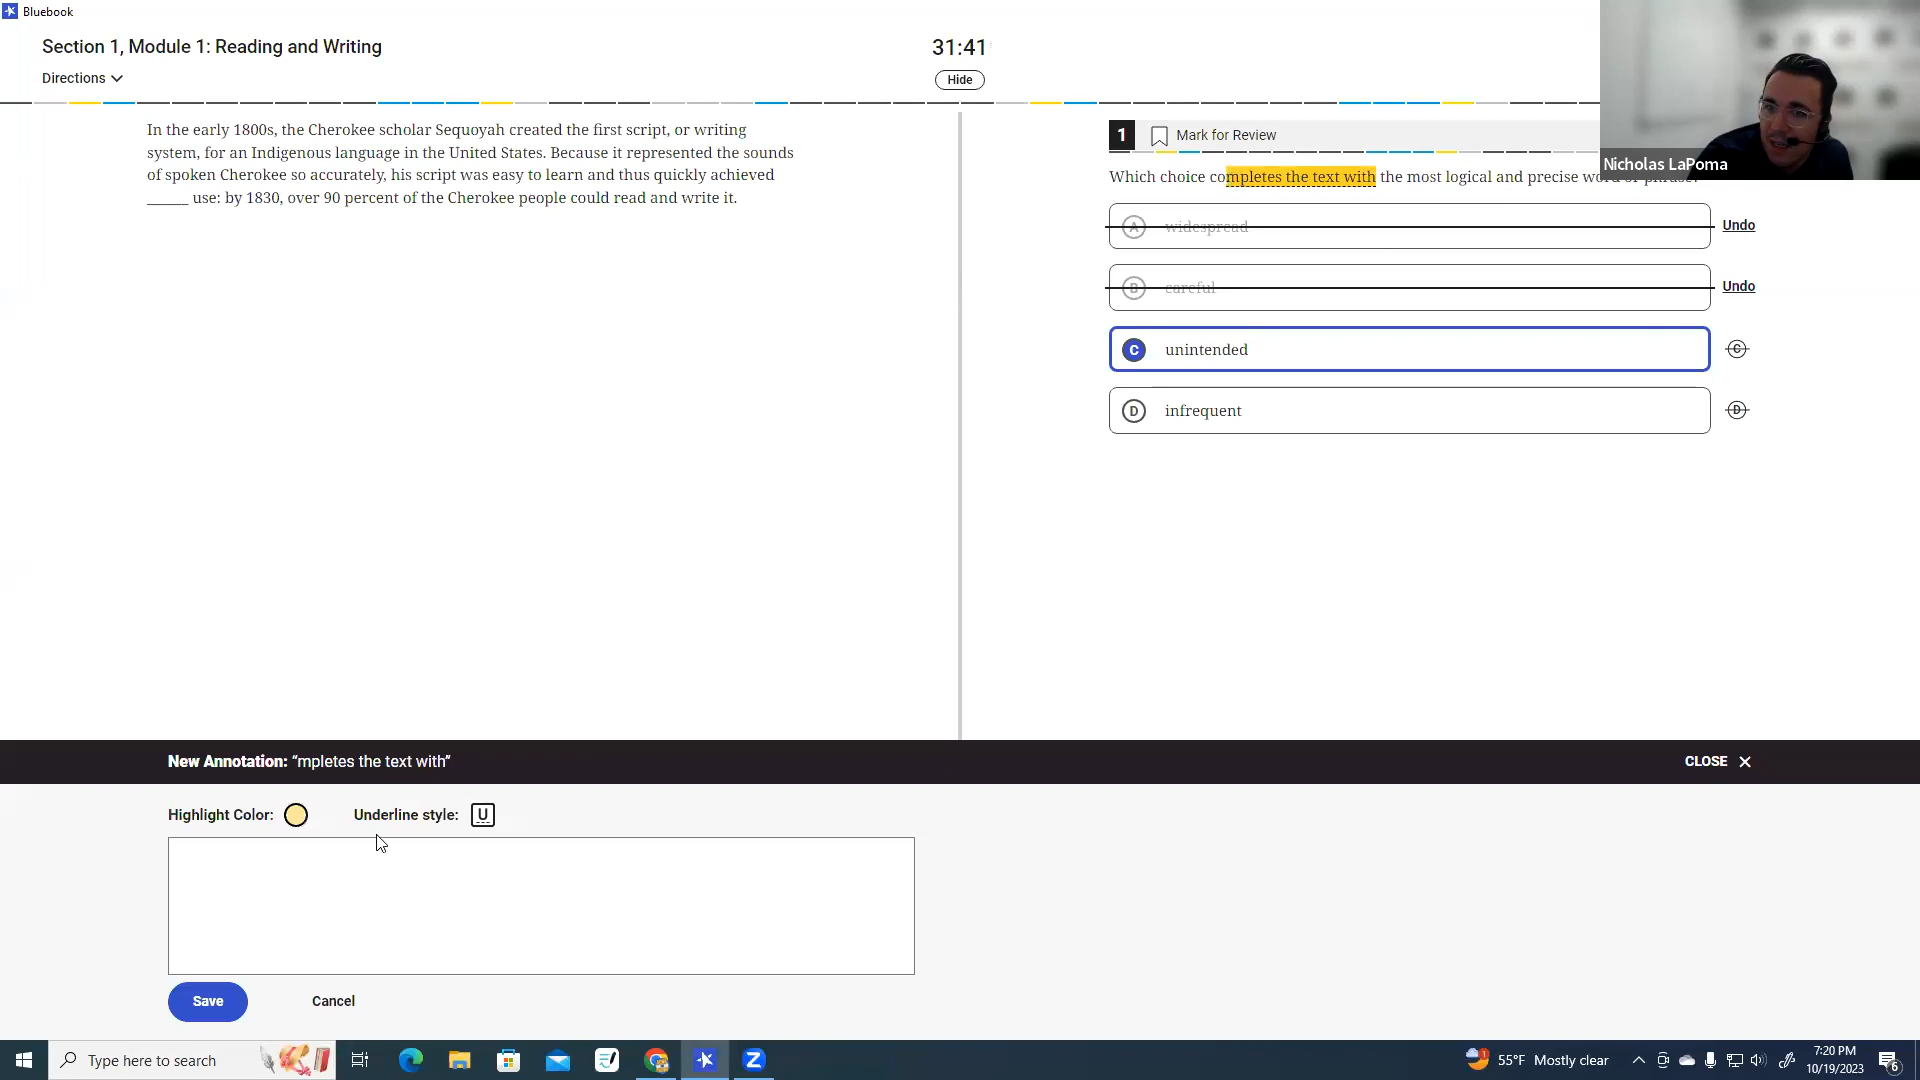 Bluebook
Section 1, Module 1: Reading and Writing
31:41
Directions
Hide
In the early 1800s, the Cherokee scholar Sequoyah created the first script, or writing
system, for an Indigenous language in the United States. Because it represented the sounds
of spoken Cherokee so accurately, his script was easy to learn and thus quickly achieved
______ use: by 1830, over 90 percent of the Cherokee people could read and write it.
1 Mark for Review
Nicholas LaPoma
Which choice completes the text with the most logical and precise word or phrase?
A widespread Undo
B careful Undo
C unintended C
D infrequent D
New Annotation: "mpletes the text with"
CLOSE
Highlight Color: Underline style: U
Save Cancel
Type here to search
55°F Mostly clear
7:20 PM
10/19/2023
6